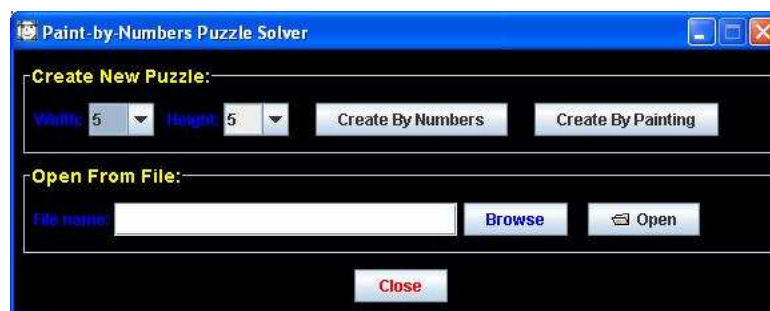 Paint-by-Numbers Puzzle Solver
Create New Puzzle:
Width: 5 Height: 5 Create By Numbers Create By Painting
Open From File:
File name: Browse Open
Close